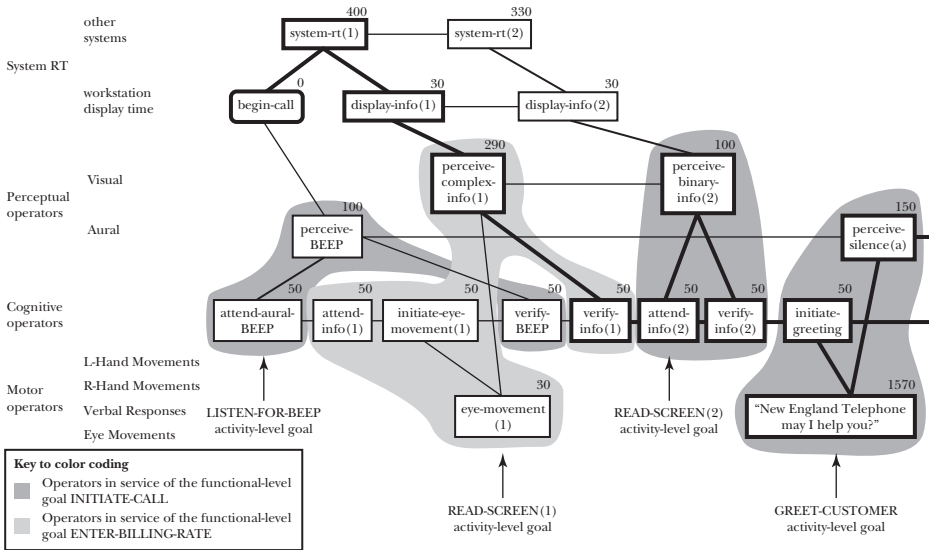 other
systems
400
system-rt(1)
330
system-rt(2)
System RT
workstation
display time
0
begin-call
30
display-info(1)
30
display-info(2)
Perceptual
operators
Visual
290
perceive-
complex-
info(1)
100
perceive-
binary-
info(2)
Aural
100
perceive-
BEEP
150
perceive-
silence(a)
Cognitive
operators
50
attend-aural-
BEEP
50
attend-
info(1)
50
initiate-eye-
movement(1)
50
verify-
BEEP
50
verify-
info(1)
50
attend-
info(2)
50
verify-
info(2)
50
initiate-
greeting
Motor
operators
L-Hand Movements
R-Hand Movements
Verbal Responses
Eye Movements
LISTEN-FOR-BEEP
activity-level goal
30
eye-movement
(1)
READ-SCREEN(2)
activity-level goal
1570
“New England Telephone
may I help you?”
Key to color coding
Operators in service of the functional-level
goal INITIATE-CALL
Operators in service of the functional-level
goal ENTER-BILLING-RATE
READ-SCREEN(1)
activity-level goal
GREET-CUSTOMER
activity-level goal